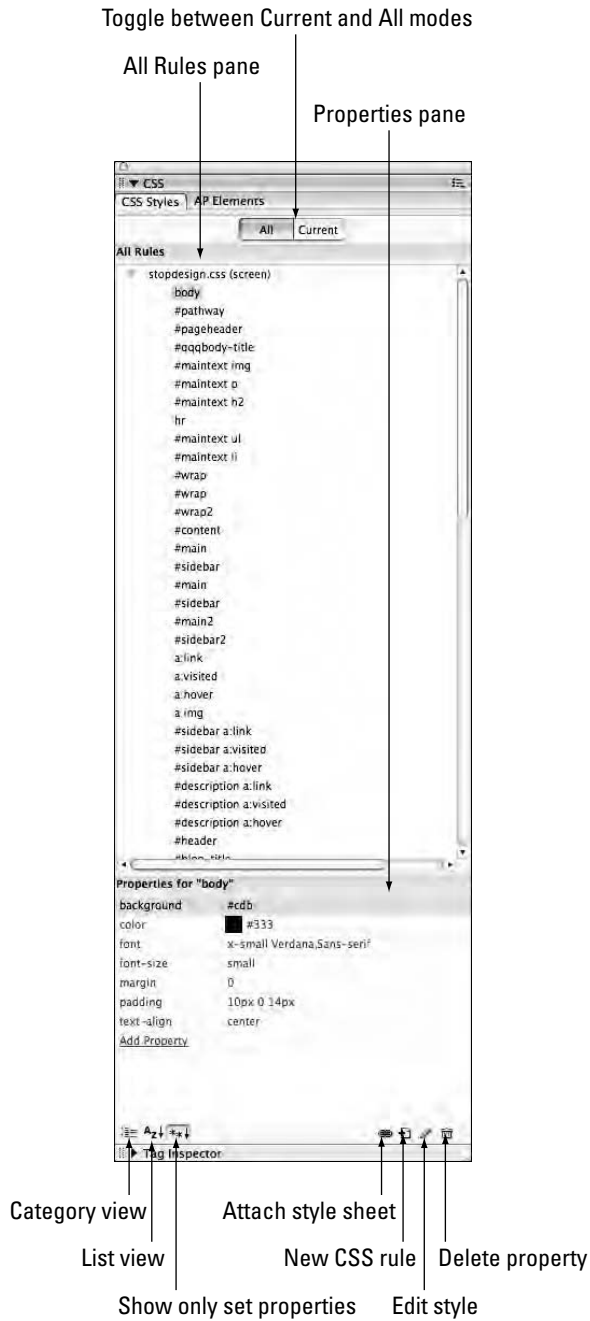 Toggle between Current and All modes
All Rules pane
Properties pane
CSS
CSS Styles AP Elements
All Current
All Rules
stopdesign.css (screen)
body
#pathway
#pageheader
#qqqbody-title
#maintext img
#maintext p
#maintext h2
hr
#maintext ul
#maintext li
#wrap
#wrap
#wrap2
#content
#main
#sidebar
#main
#sidebar
#main2
#sidebar2
a:link
a:visited
a:hover
a img
#sidebar a:link
#sidebar a:visited
#sidebar a:hover
#description a:link
#description a:visited
#description a:hover
#header
Properties for "body"
background #cdb
color #333
font x-small Verdana,Sans-serif
font-size small
margin 0
padding 10px 0 14px
text-align center
Add Property
Tag Inspector
Category view Attach style sheet
List view New CSS rule Delete property
Show only set properties Edit style